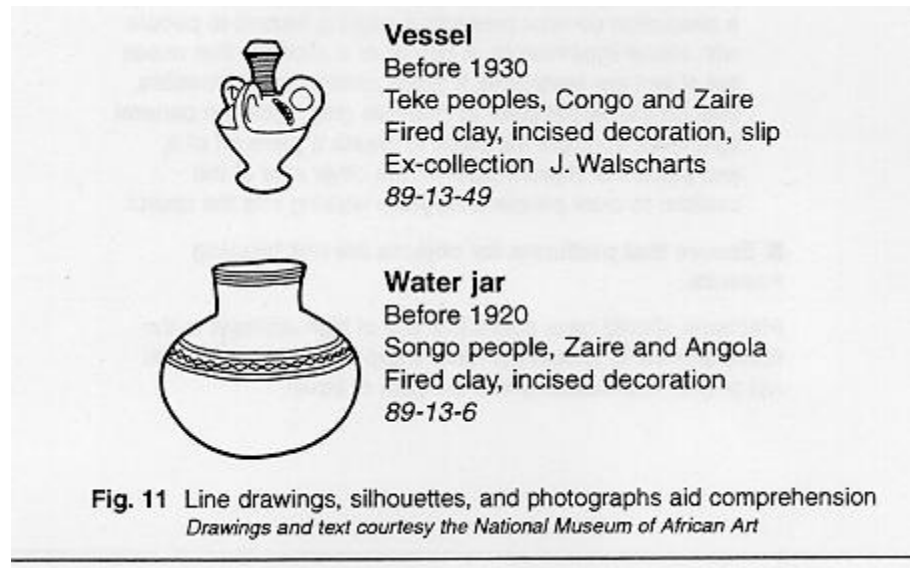 Vessel
Before 1930
Teke peoples, Congo and Zaire
Fired clay, incised decoration, slip
Ex-collection J. Walscharts
89-13-49
Water jar
Before 1920
Songo people, Zaire and Angola
Fired clay, incised decoration
89-13-6
Fig. 11 Line drawings, silhouettes, and photographs aid comprehension
Drawings and text courtesy the National Museum of African Art